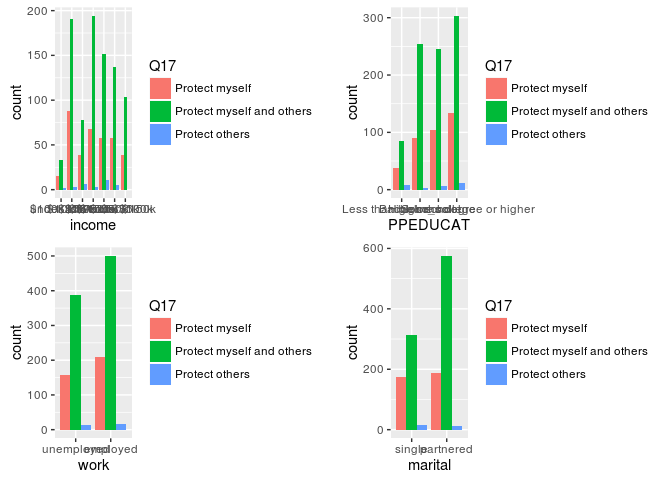 200
150
100
50
0
count
income
Q17
Protect myself
Protect myself and others
Protect others
300
200
100
0
count
PPEDUCAT
Q17
Protect myself
Protect myself and others
Protect others
500
400
300
200
100
0
count
unemployed employed
work
Q17
Protect myself
Protect myself and others
Protect others
600
400
200
0
count
single partnered
marital
Q17
Protect myself
Protect myself and others
Protect others